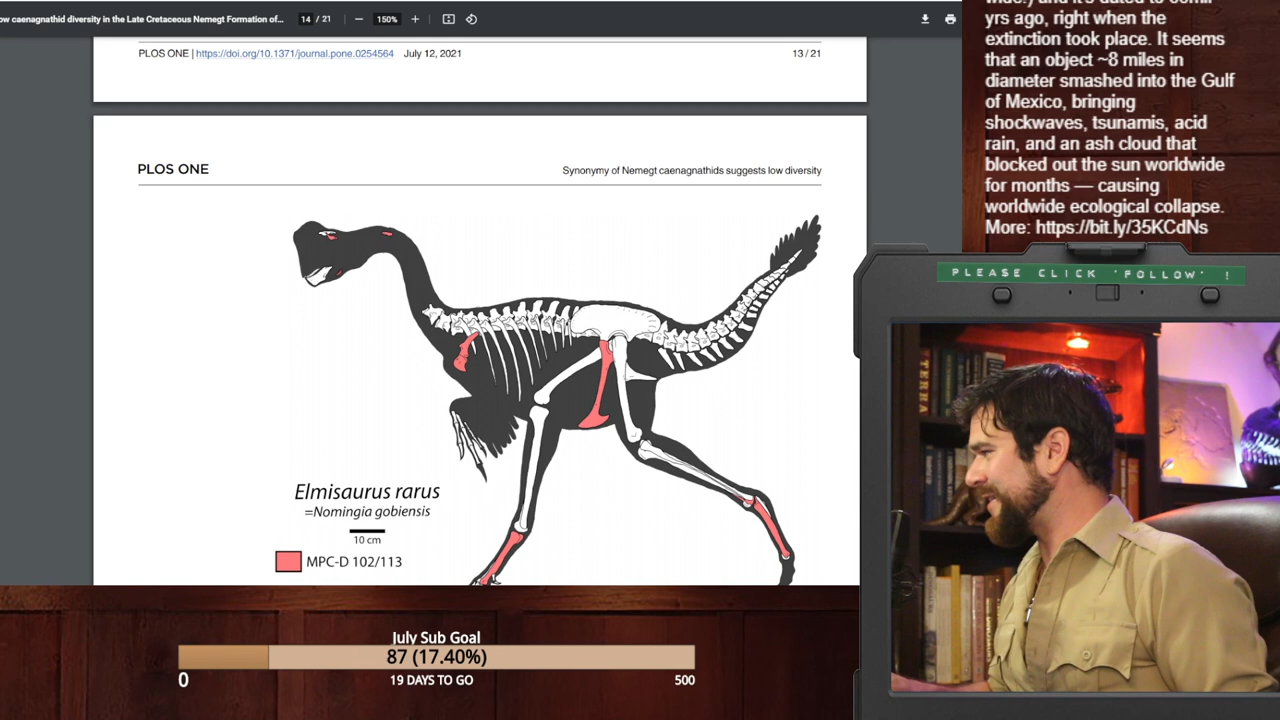 ow caenagnathid diversity in the Late Cretaceous Nemegt Formation of...
14 / 21
150%
PLOS ONE | https://doi.org/10.1371/journal.pone.0254564 July 12, 2021
13 / 21
PLOS ONE
Synonymy of Nemegt caenagnathids suggests low diversity
Elmisaurus rarus
=Nomingia gobiensis
10 cm
MPC-D 102/113
July Sub Goal
87 (17.40%)
0
19 DAYS TO GO
500
yrs ago, right when the
extinction took place. It seems
that an object ~8 miles in
diameter smashed into the Gulf
of Mexico, bringing
shockwaves, tsunamis, acid
rain, and an ash cloud that
blocked out the sun worldwide
for months — causing
worldwide ecological collapse.
More: https://bit.ly/35KCdNs
PLEASE CLICK 'FOLLOW' !
TERRA